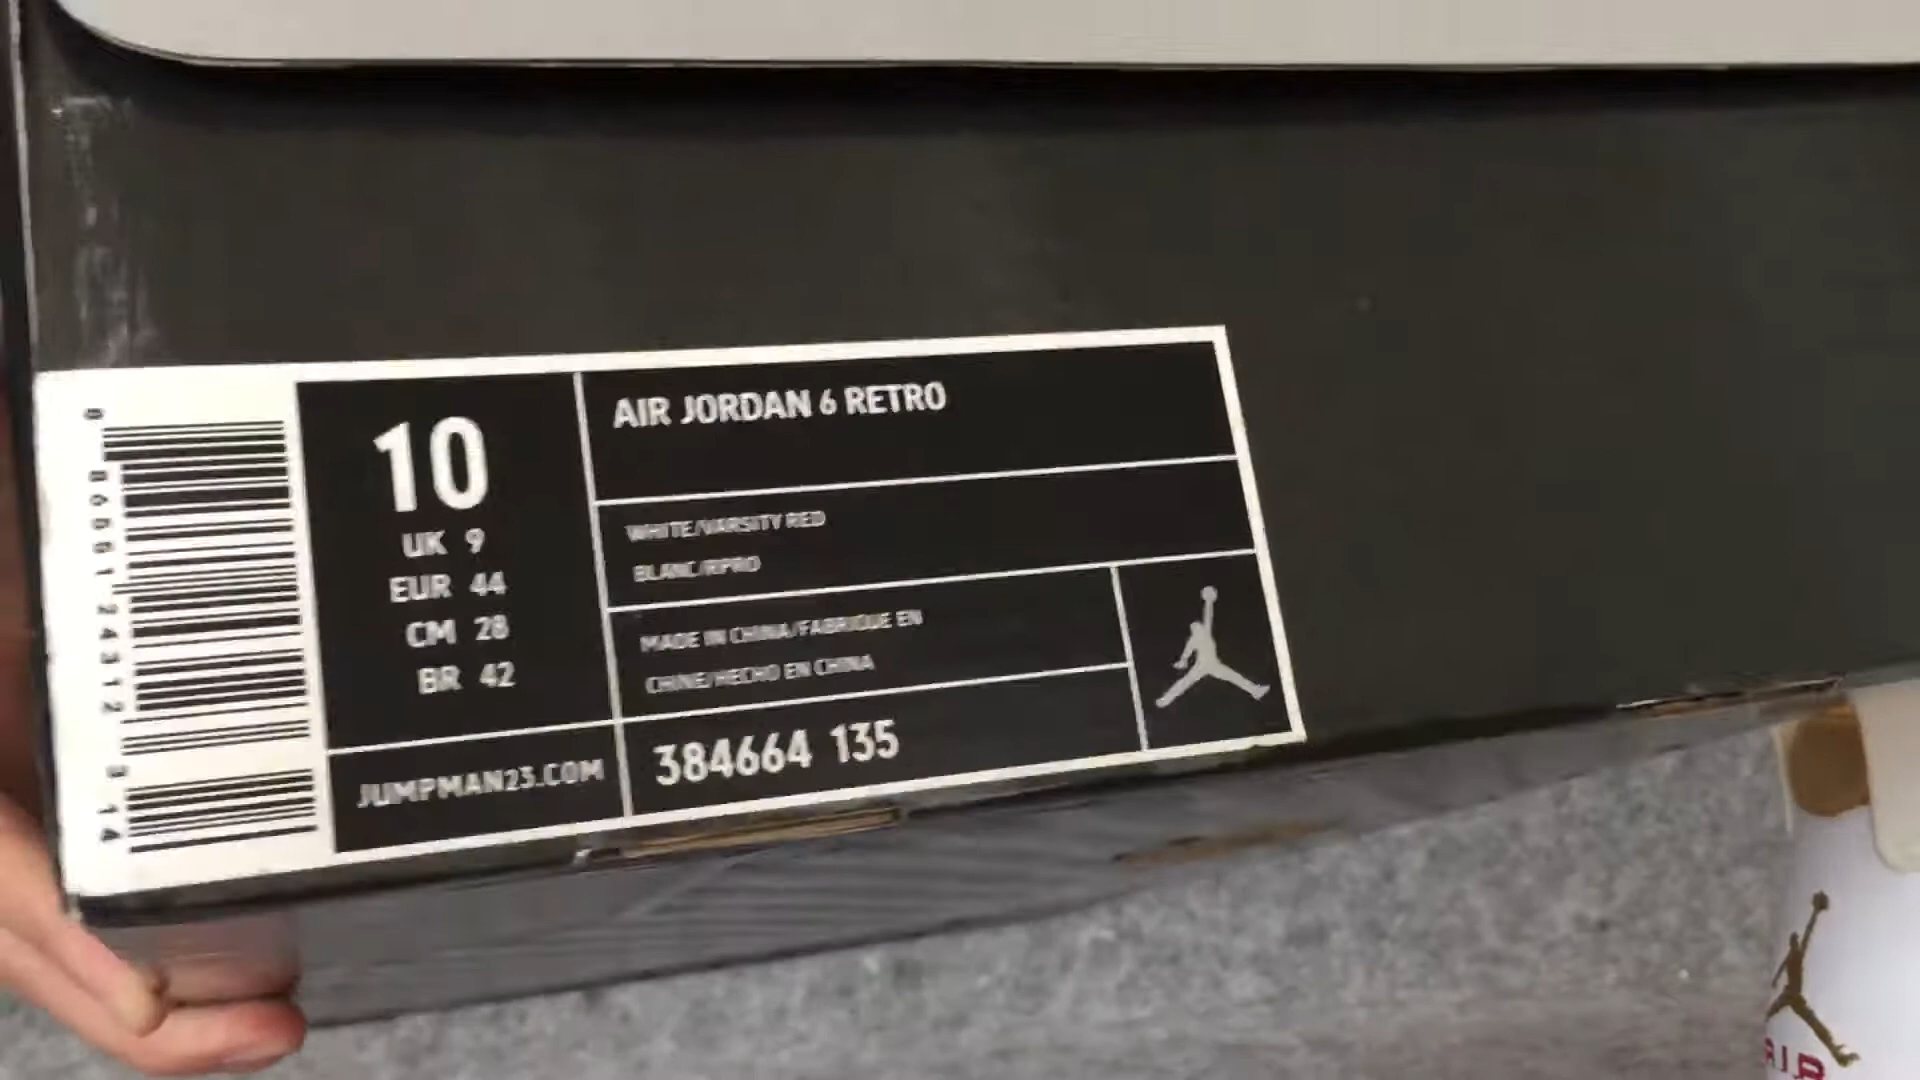 AIR JORDAN 6 RETRO
10
UK 9
EUR 44
CM 28
BR 42
WHITE/VARSITY RED
BLANC/RPRO
MADE IN CHINA/FABRIQUE EN
CHINE/HECHO EN CHINA
JUMPMAN23.COM
384664 135
AIR